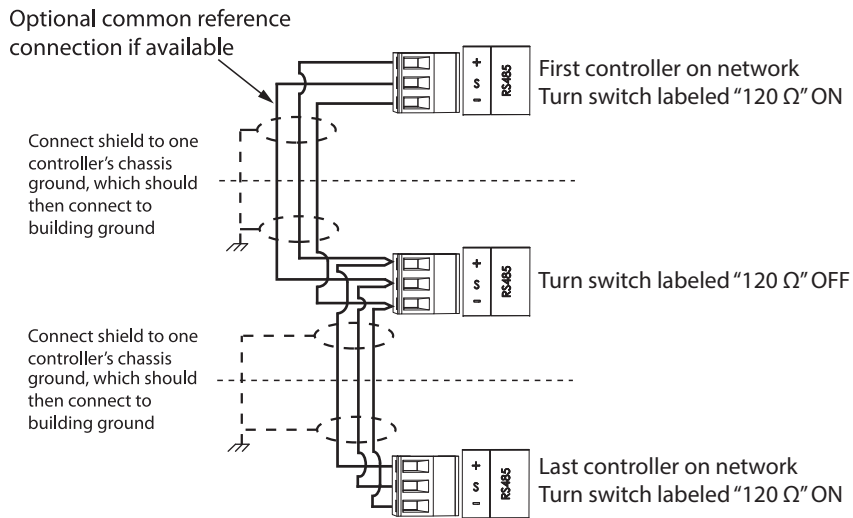 Optional common reference
connection if available
+
S
-
RS485
First controller on network
Turn switch labeled “120 Ω” ON
Connect shield to one
controller’s chassis
ground, which should
then connect to
building ground
+
S
-
RS485
Turn switch labeled “120 Ω” OFF
Connect shield to one
controller’s chassis
ground, which should
then connect to
building ground
+
S
-
RS485
Last controller on network
Turn switch labeled “120 Ω” ON